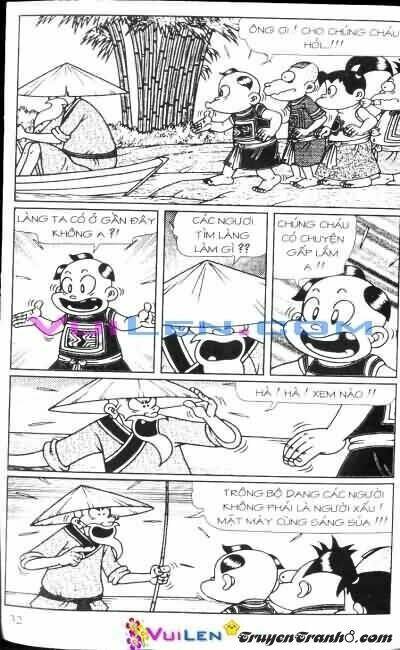 ÔNG ƠI ! CHO CHÚNG CHÁU
HỎI...!!!
LÀNG TA CÓ Ở GẦN ĐÂY
KHÔNG Ạ ?!
CÁC NGƯƠI
TÌM LÀNG
LÀM GÌ ??
CHÚNG CHÁU
CÓ CHUYỆN
GẤP LẮM
Ạ !!
VUILEN.COM
HÀ ! HÀ ! XEM NÀO !!
TRÔNG BỘ DẠNG CÁC NGƯƠI
KHÔNG PHẢI LÀ NGƯỜI XẤU !
MẶT MÀY CŨNG SÁNG SỦA !!!
32
VUILEN
TruyenTranh8.com